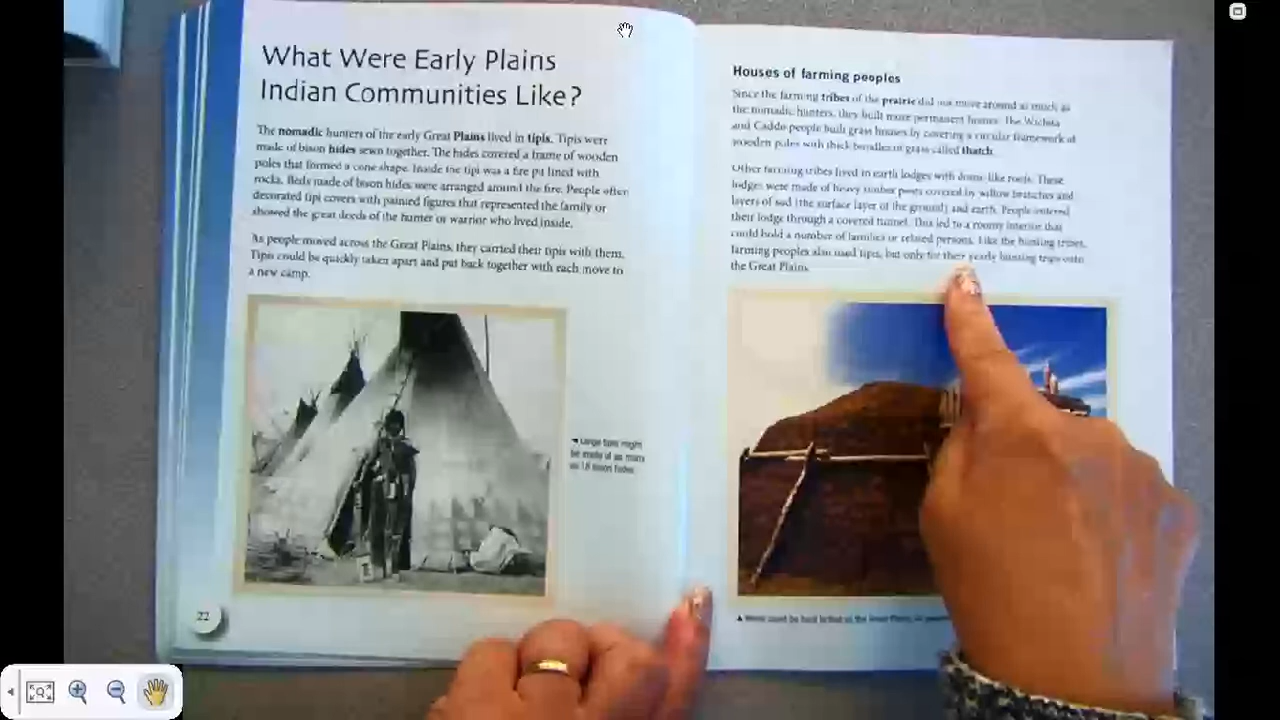 What Were Early Plains
Indian Communities Like?
The nomadic hunters of the early Great Plains lived in tipis. Tipis were
made of bison hides sewn together. The hides covered a frame of wooden
poles that formed a cone shape. Inside the tipi was a fire pit lined with
rocks. Beds made of bison hides were arranged around the fire. People often
decorated tipi covers with painted figures that represented the family or
showed the great deeds of the hunter or warrior who lived inside.
As people moved across the Great Plains, they carried their tipis with them.
Tipis could be quickly taken apart and put back together with each move to
a new camp.
Large tipis might
be made of as many
as 18 bison hides.
22
Houses of farming peoples
Since the farming tribes of the prairie did not move around as much as
the nomadic hunters, they built more permanent homes. The Wichita
and Caddo people built grass houses by covering a circular framework of
wooden poles with thick bundles of grass called thatch.
Other farming tribes lived in earth lodges with dome-like roofs. These
lodges were made of heavy timber posts covered by willow branches and
layers of sod (the surface layer of the ground) and earth. People entered
their lodge through a covered tunnel. This led to a roomy interior that
could hold a number of families or related persons. Like the hunting tribes,
farming peoples also used tipis, but only for their yearly hunting trips onto
the Great Plains.